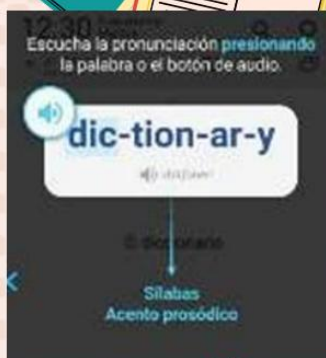 12:30
Escucha la pronunciación presionando
la palabra o el botón de audio.
dic-tion-ar-y
Sílabas
Acento prosódico